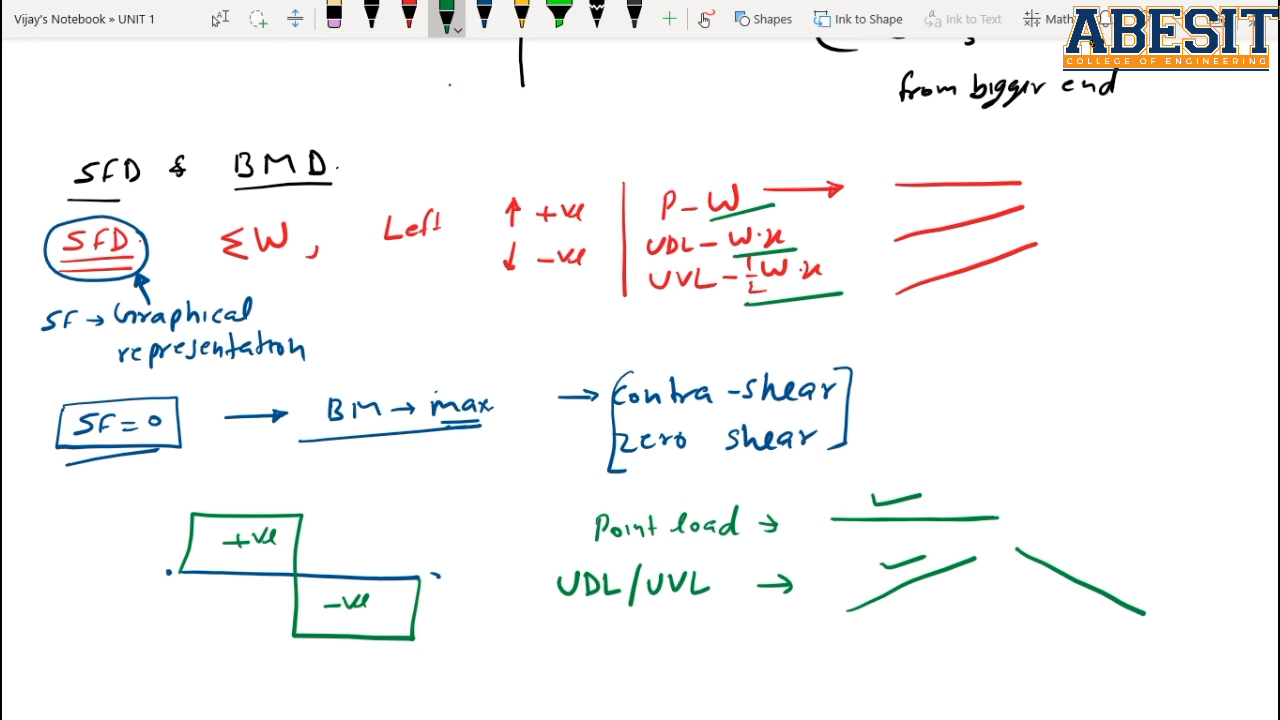 Vijay's Notebook » UNIT 1
Shapes
Ink to Shape
Ink to Text
Math
ABESIT
COLLEGE OF ENGINEERING
from bigger end
SFD & BMD.
SFD. ΣW, Left ↑ +ve P - W →
↓ -ve UDL - W·x
UVL - 1/2 W·x
SF → Graphical
representation
SF = 0 → BM → max → [contra-shear
zero shear]
+ve
-ve
Point load →
UDL/UVL →